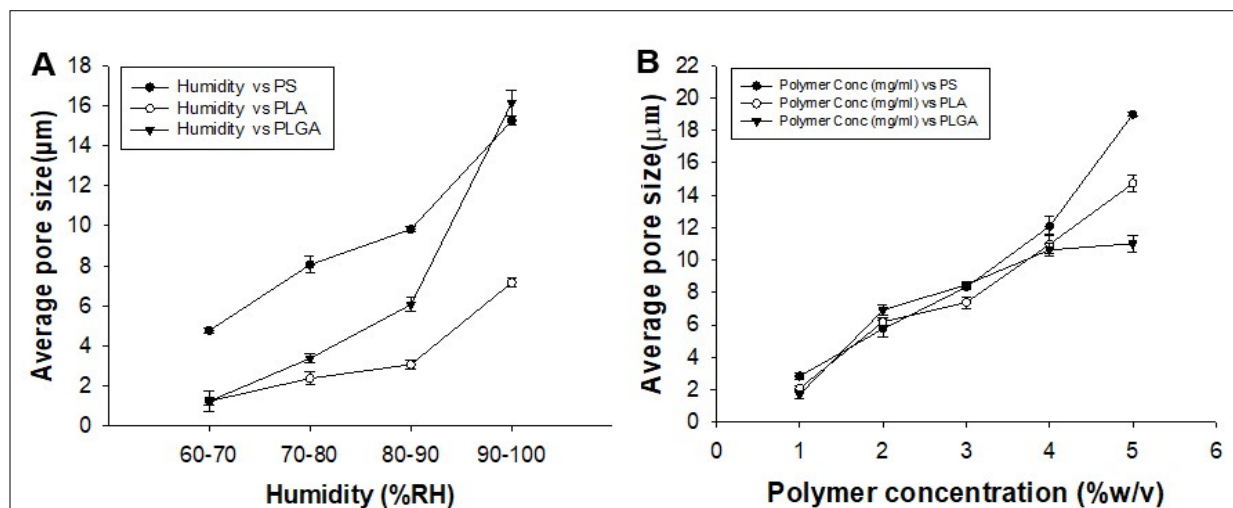 A
Average pore size(µm)
18
16
14
12
10
8
6
4
2
0
Humidity vs PS
Humidity vs PLA
Humidity vs PLGA
60-70 70-80 80-90 90-100
Humidity (%RH)
B
Average pore size(µm)
22
20
18
16
14
12
10
8
6
4
2
0
Polymer Conc (mg/ml) vs PS
Polymer Conc (mg/ml) vs PLA
Polymer Conc (mg/ml) vs PLGA
0 1 2 3 4 5 6
Polymer concentration (%w/v)